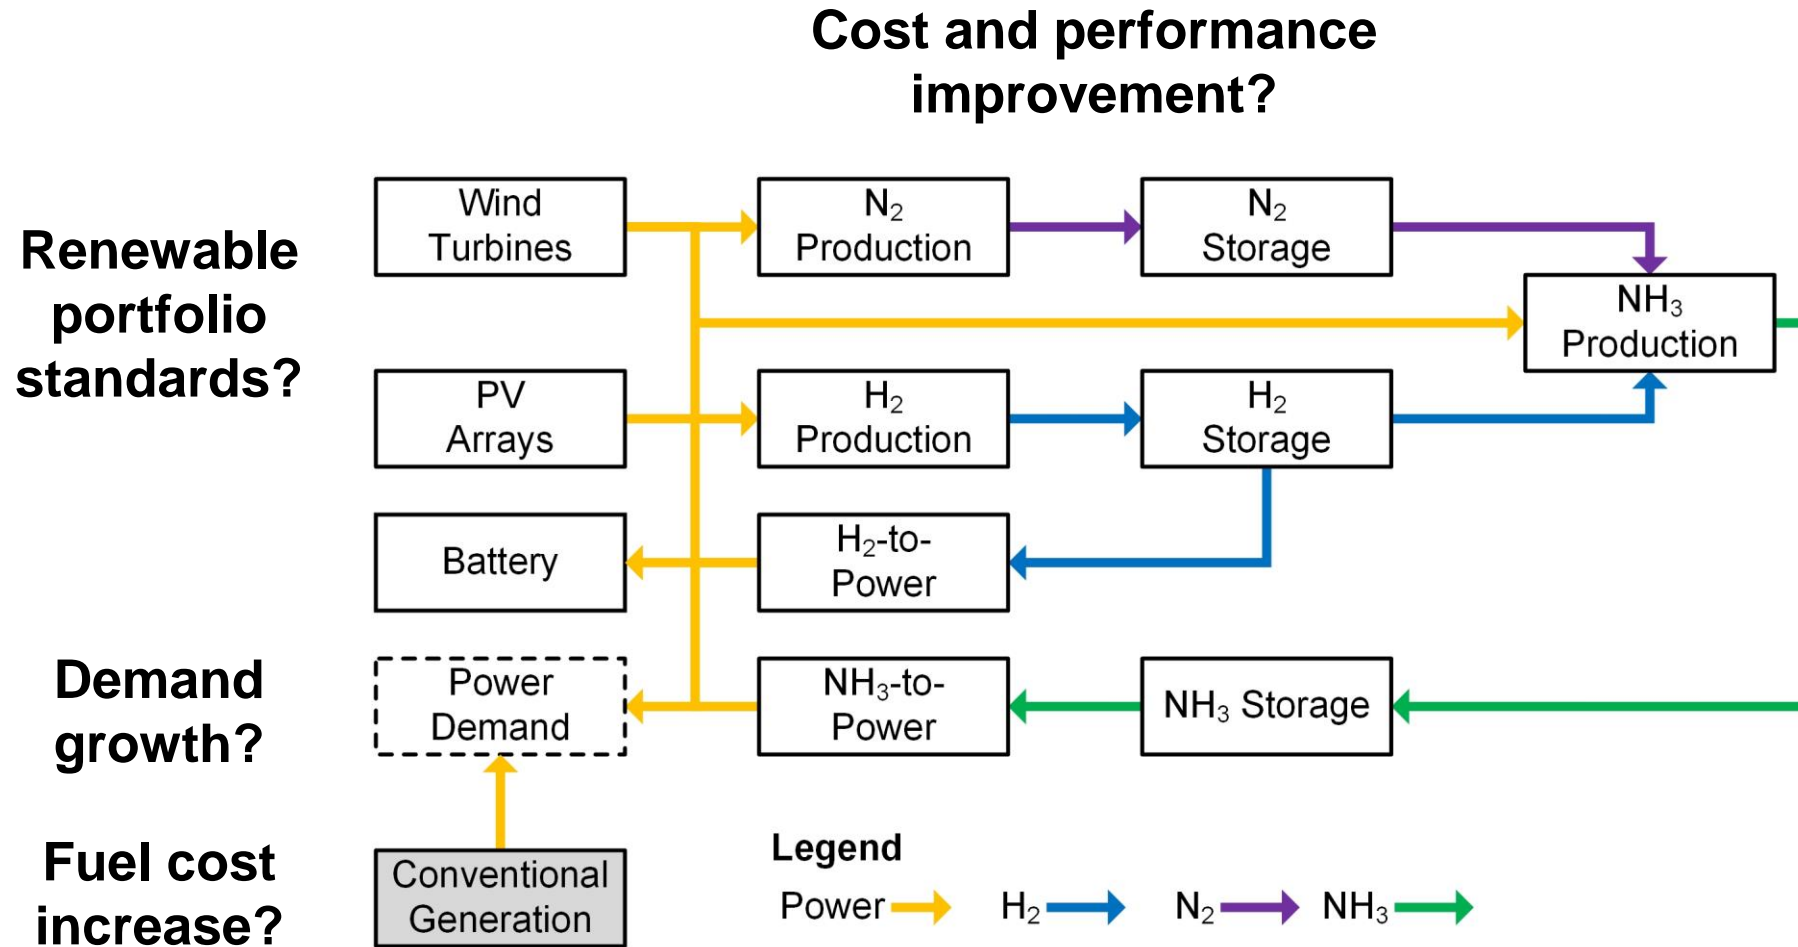 Cost and performance
improvement?
Renewable
portfolio
standards?
Wind
Turbines
N₂
Production
N₂
Storage
NH₃
Production
PV
Arrays
H₂
Production
H₂
Storage
Battery
H₂-to-
Power
Demand
growth?
Power
Demand
NH₃-to-
Power
NH₃ Storage
Fuel cost
increase?
Conventional
Generation
Legend
Power
H₂
N₂
NH₃